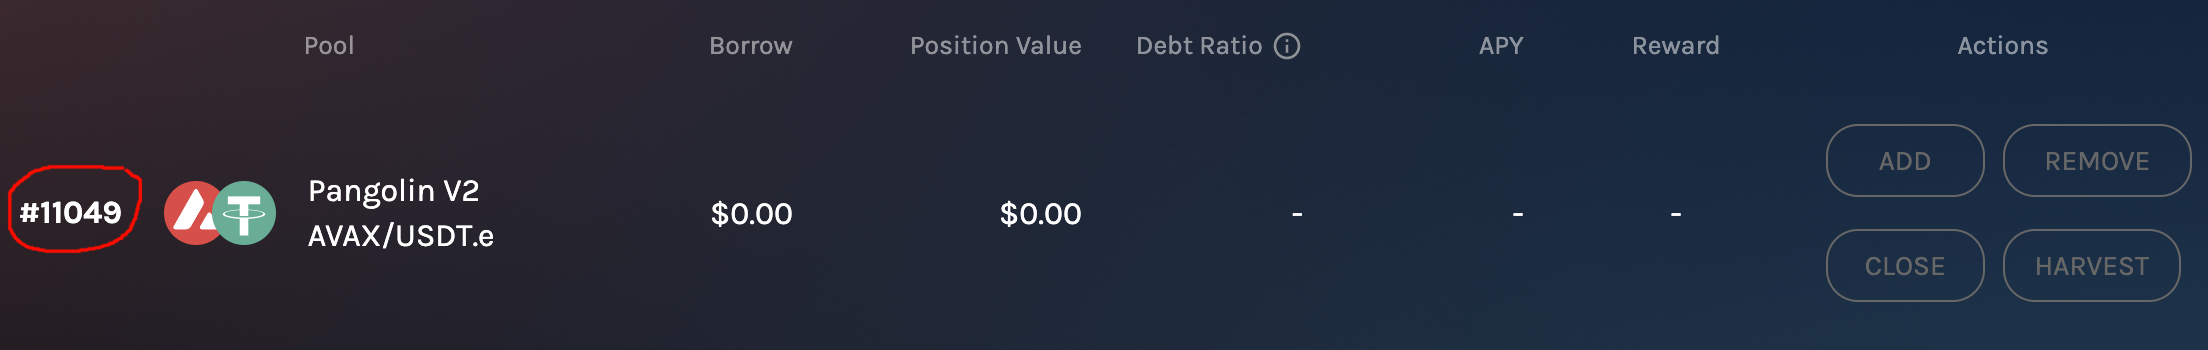 Pool Borrow Position Value Debt Ratio APY Reward Actions
#11049 Pangolin V2 $0.00 $0.00 - - - ADD REMOVE
AVAX/USDT.e CLOSE HARVEST